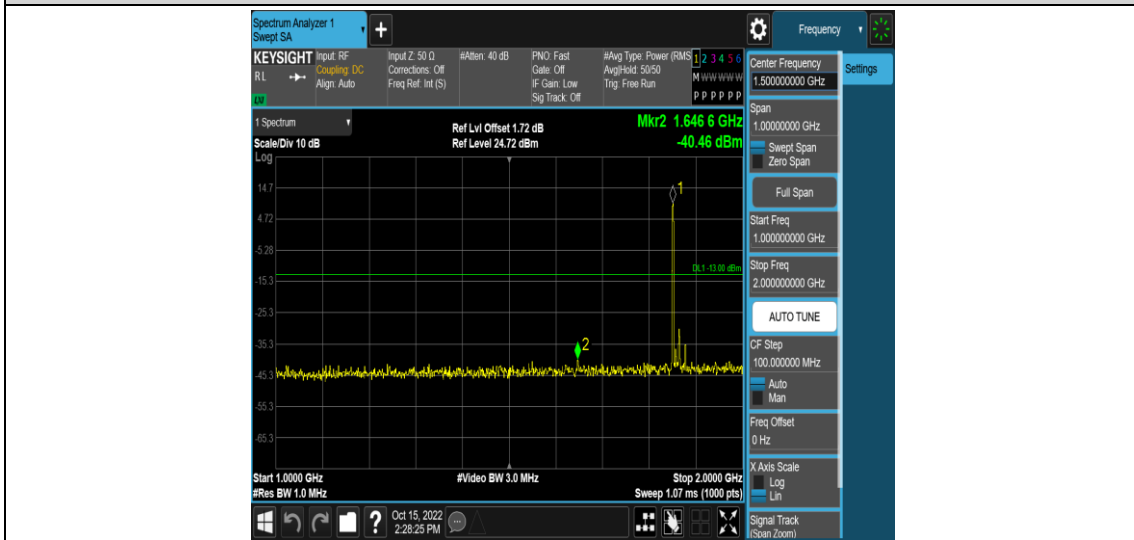 Spectrum Analyzer 1
Swept SA
+
Frequency
KEYSIGHT
RL
Input: RF
Coupling: DC
Align: Auto
Input Z: 50 Ω
Corrections: Off
Freq Ref: Int (S)
#Atten: 40 dB
PNO: Fast
Gate: Off
IF Gain: Low
Sig Track: Off
#Avg Type: Power (RMS
Avg|Hold: 50/50
Trig: Free Run
1 2 3 4 5 6
M W W W W W
P P P P P P
1 Spectrum
Scale/Div 10 dB
Log
Ref Lvl Offset 1.72 dB
Ref Level 24.72 dBm
Mkr2 1.646 6 GHz
-40.46 dBm
14.7
4.72
-5.28
-15.3
-25.3
-35.3
-45.3
-55.3
-65.3
1
DL1 -13.00 dBm
2
Start 1.0000 GHz
#Res BW 1.0 MHz
#Video BW 3.0 MHz
Stop 2.0000 GHz
Sweep 1.07 ms (1000 pts)
Center Frequency
1.500000000 GHz
Settings
Span
1.00000000 GHz
Swept Span
Zero Span
Full Span
Start Freq
1.000000000 GHz
Stop Freq
2.000000000 GHz
AUTO TUNE
CF Step
100.000000 MHz
Auto
Man
Freq Offset
0 Hz
X Axis Scale
Log
Lin
Signal Track
(Span Zoom)
?
Oct 15, 2022
2:28:25 PM